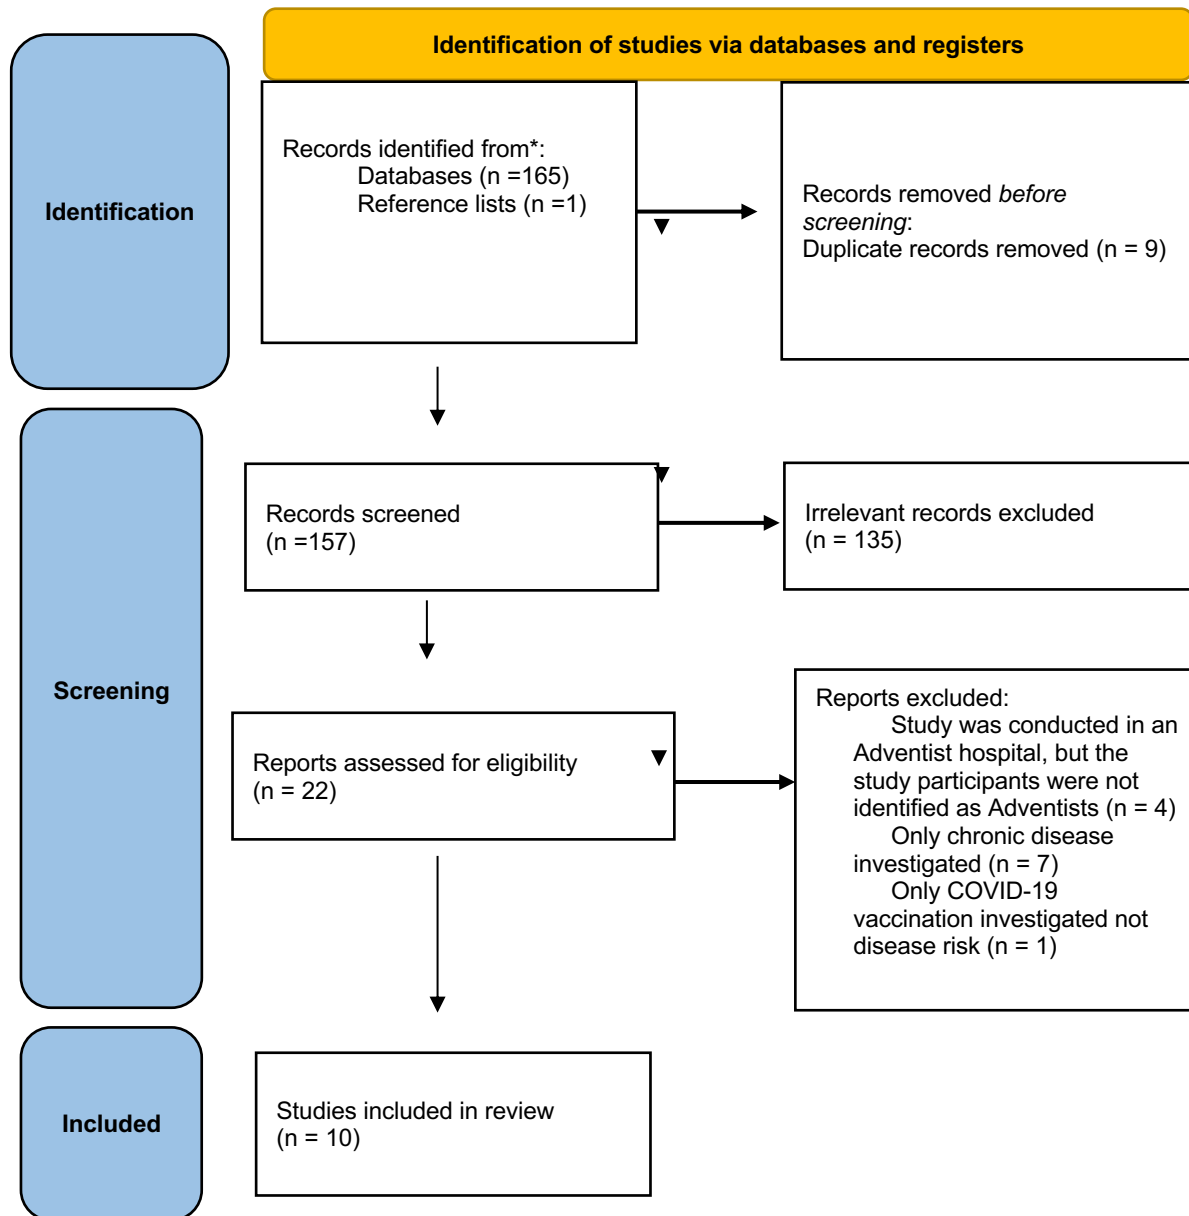 Identification of studies via databases and registers
Identification
Records identified from*:
Databases (n =165)
Reference lists (n =1)
Records removed before
screening:
Duplicate records removed (n = 9)
Screening
Records screened
(n =157)
Irrelevant records excluded
(n = 135)
Reports assessed for eligibility
(n = 22)
Reports excluded:
Study was conducted in an
Adventist hospital, but the
study participants were not
identified as Adventists (n = 4)
Only chronic disease
investigated (n = 7)
Only COVID-19
vaccination investigated not
disease risk (n = 1)
Included
Studies included in review
(n = 10)